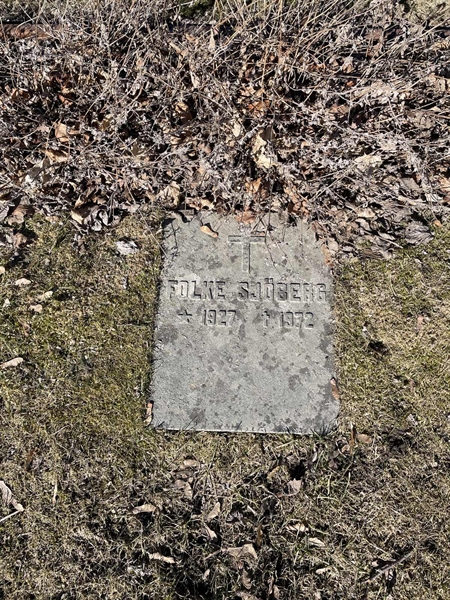 FOLKE SJÖBERG
* 1927 † 1972